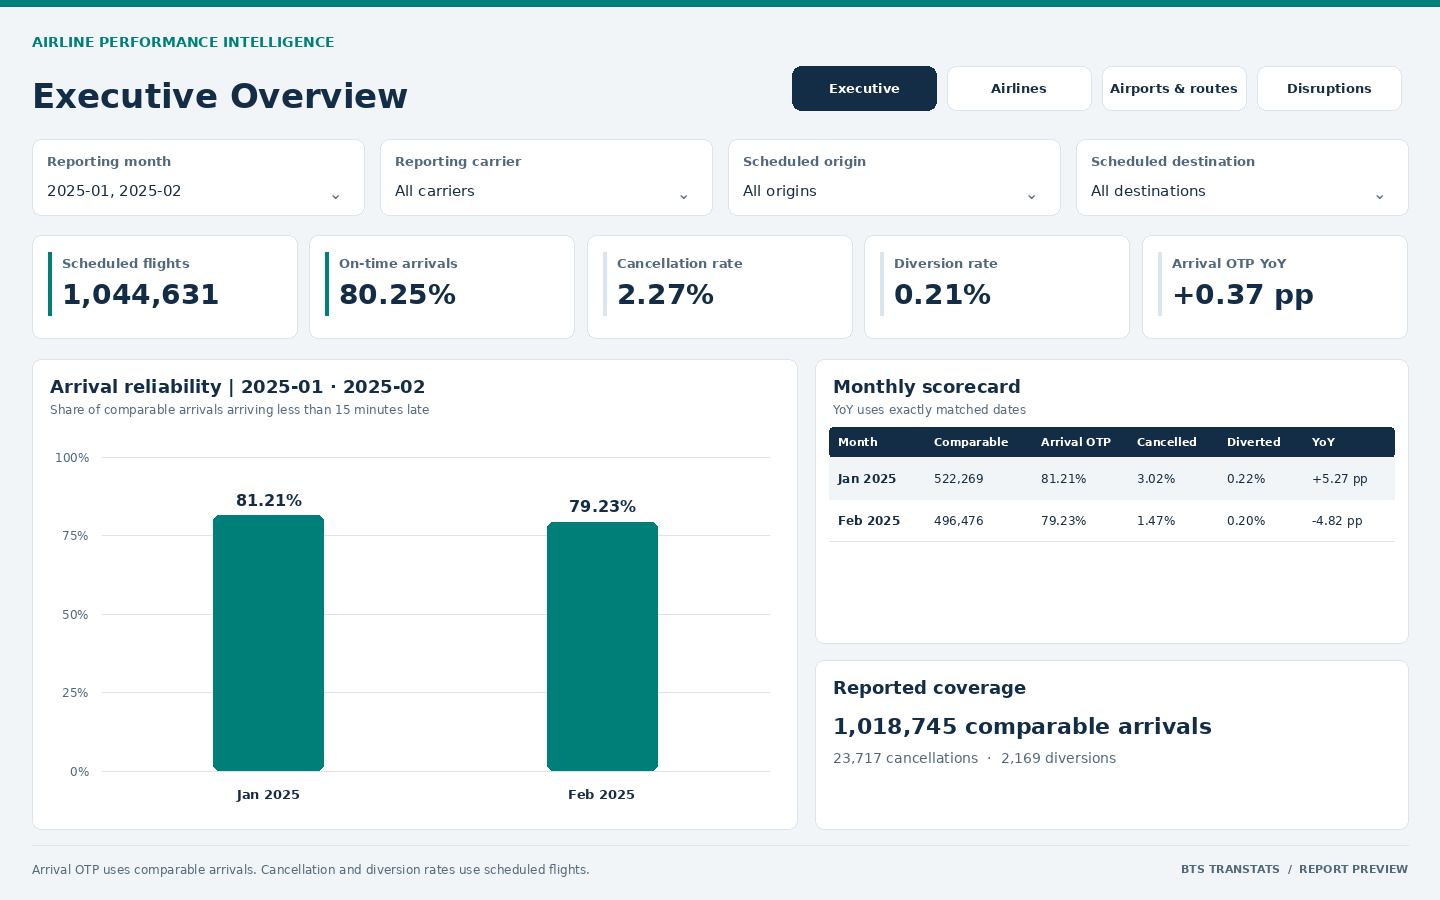 AIRLINE PERFORMANCE INTELLIGENCE
Executive Overview
Executive
Airlines
Airports & routes
Disruptions
Reporting month
2025-01, 2025-02
Reporting carrier
All carriers
Scheduled origin
All origins
Scheduled destination
All destinations
Scheduled flights
1,044,631
On-time arrivals
80.25%
Cancellation rate
2.27%
Diversion rate
0.21%
Arrival OTP YoY
+0.37 pp
Arrival reliability | 2025-01 · 2025-02
Share of comparable arrivals arriving less than 15 minutes late
100%
75%
50%
25%
0%
81.21%
79.23%
Jan 2025
Feb 2025
Monthly scorecard
YoY uses exactly matched dates
Month Comparable Arrival OTP Cancelled Diverted YoY
Jan 2025 522,269 81.21% 3.02% 0.22% +5.27 pp
Feb 2025 496,476 79.23% 1.47% 0.20% -4.82 pp
Reported coverage
1,018,745 comparable arrivals
23,717 cancellations · 2,169 diversions
Arrival OTP uses comparable arrivals. Cancellation and diversion rates use scheduled flights.
BTS TRANSTATS / REPORT PREVIEW